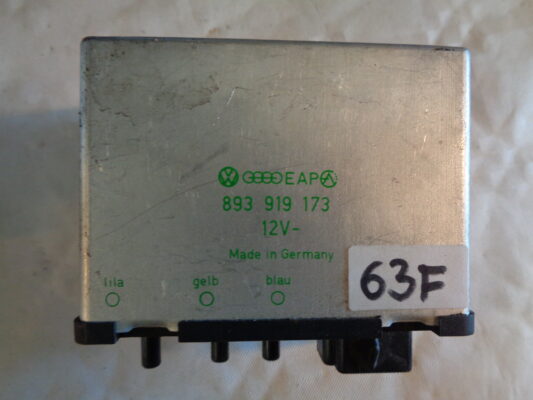 EAP
893 919 173
12V-
Made in Germany
lila gelb blau
63F